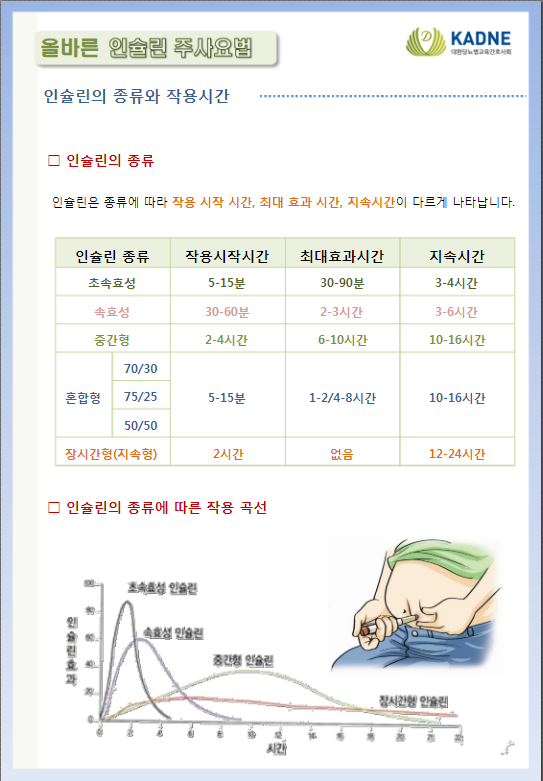 올바른 인슐린 주사요법
KADNE
대한당뇨병교육간호사회
인슐린의 종류와 작용시간
□ 인슐린의 종류
인슐린은 종류에 따라 작용 시작 시간, 최대 효과 시간, 지속시간이 다르게 나타납니다.
인슐린 종류 작용시작시간 최대효과시간 지속시간
초속효성 5-15분 30-90분 3-4시간
속효성 30-60분 2-3시간 3-6시간
중간형 2-4시간 6-10시간 10-16시간
혼합형 70/30 75/25 50/50 5-15분 1-2/4-8시간 10-16시간
장시간형(지속형) 2시간 없음 12-24시간
□ 인슐린의 종류에 따른 작용 곡선
인슐린효과
100
80
60
40
20
0
초속효성 인슐린
속효성 인슐린
중간형 인슐린
장시간형 인슐린
0 2 4 6 8 10 12 14 16 18 20 22 24
시간